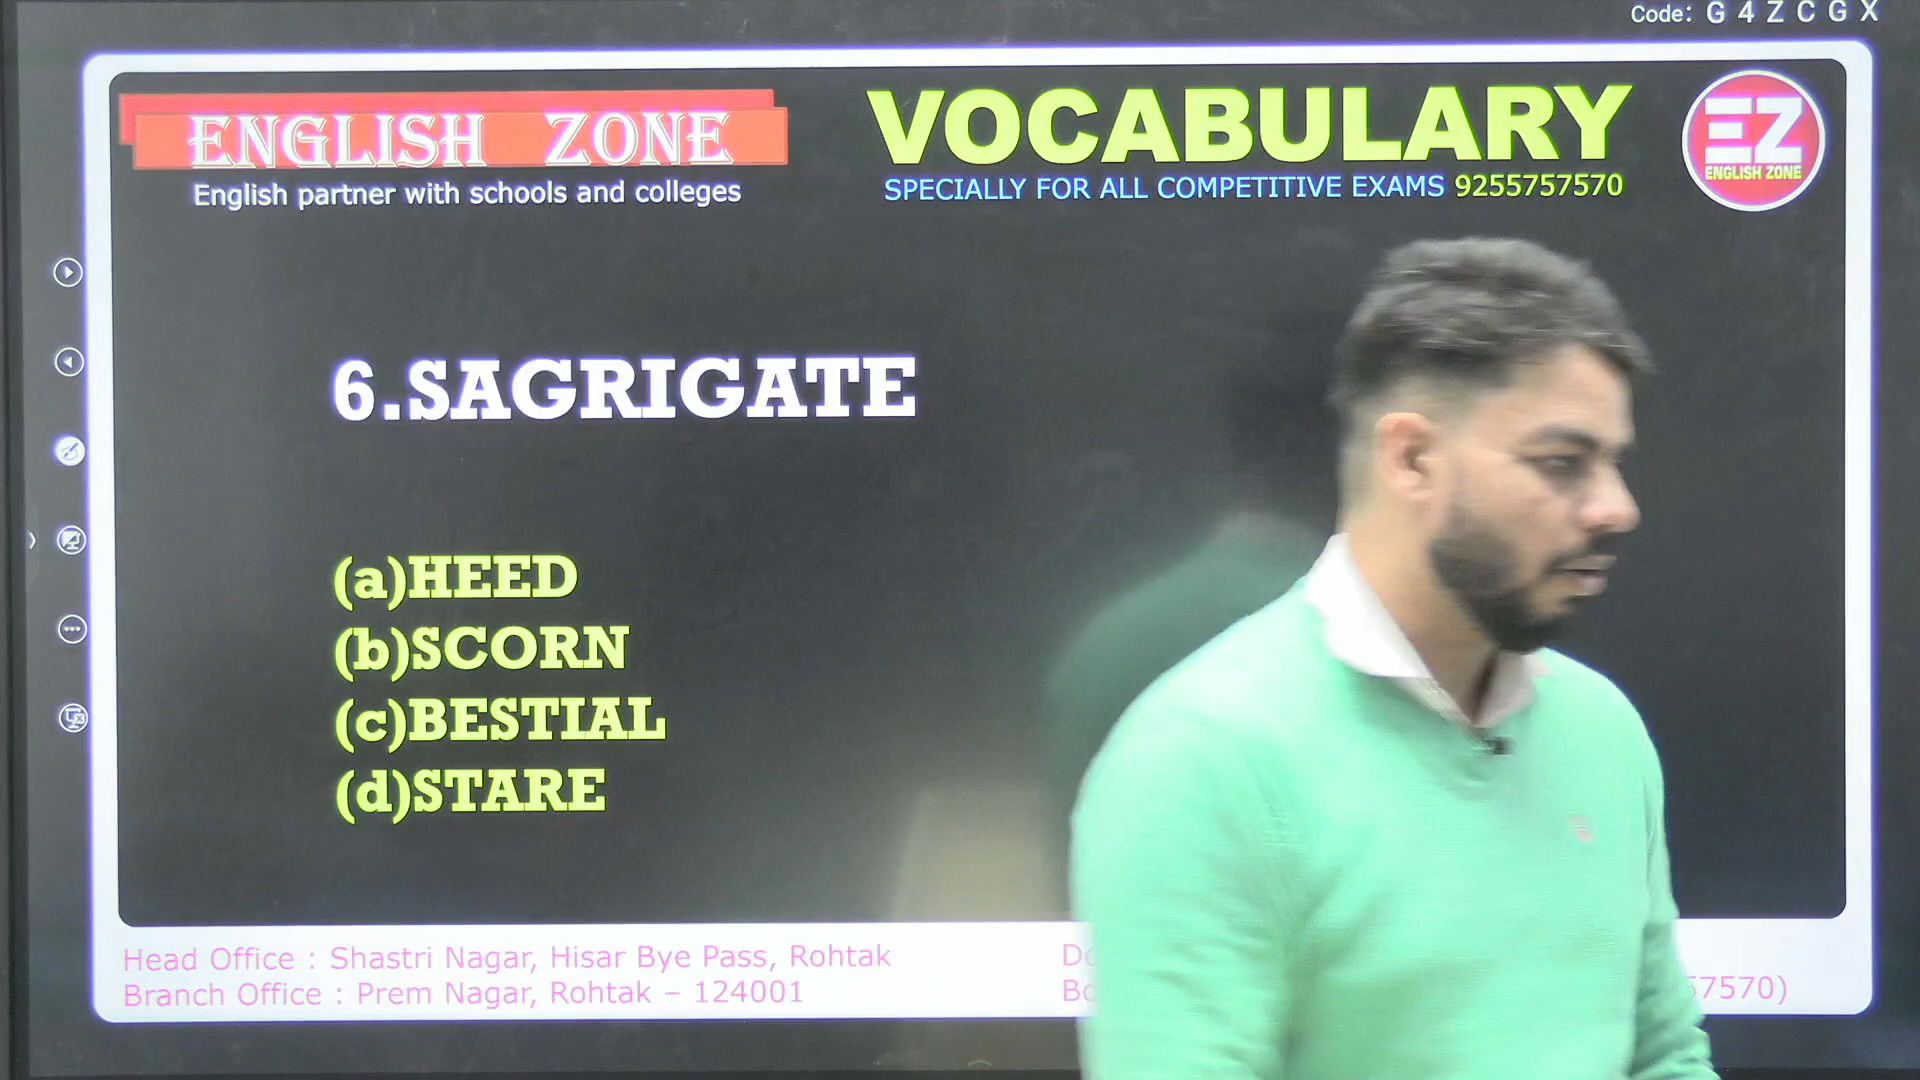 Code: G 4 Z C G X
ENGLISH ZONE
English partner with schools and colleges
VOCABULARY
SPECIALLY FOR ALL COMPETITIVE EXAMS 9255757570
EZ
ENGLISH ZONE
6.SAGRIGATE
(a)HEED
(b)SCORN
(c)BESTIAL
(d)STARE
Head Office : Shastri Nagar, Hisar Bye Pass, Rohtak
Branch Office : Prem Nagar, Rohtak – 124001
7570)